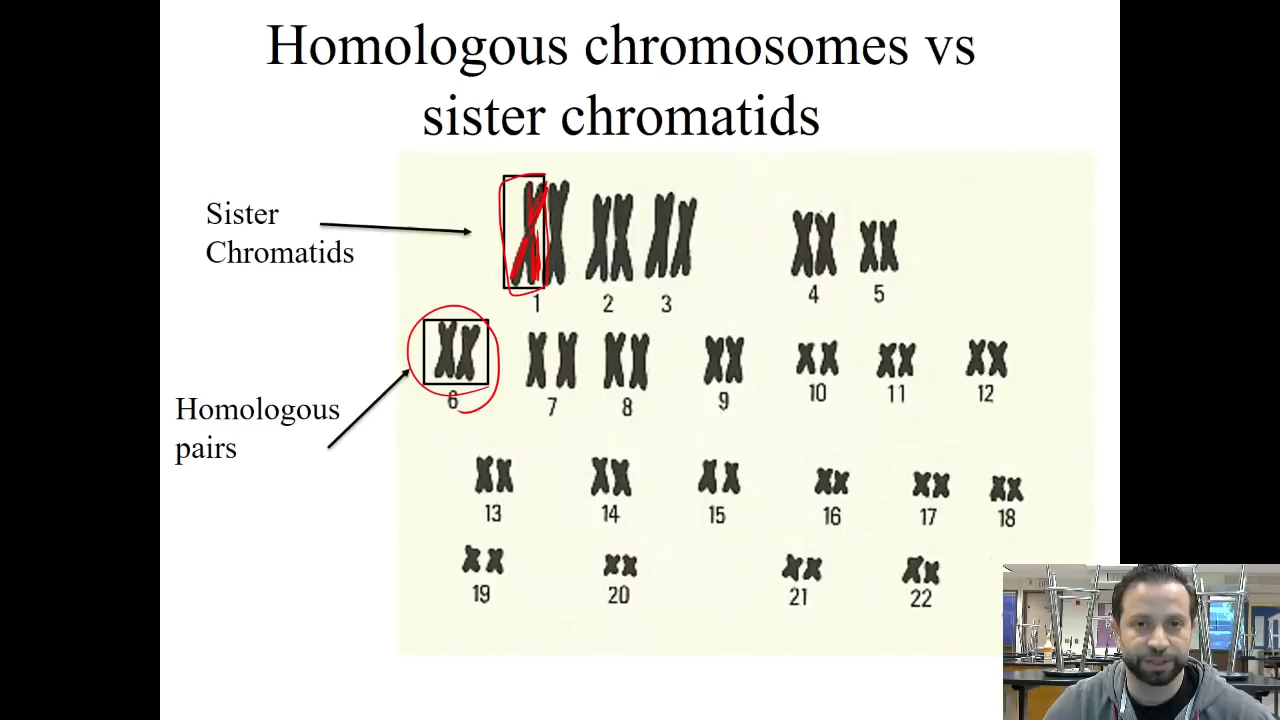 Homologous chromosomes vs
sister chromatids
Sister
Chromatids
1 2 3 4 5
Homologous
pairs
6 7 8 9 10 11 12
13 14 15 16 17 18
19 20 21 22